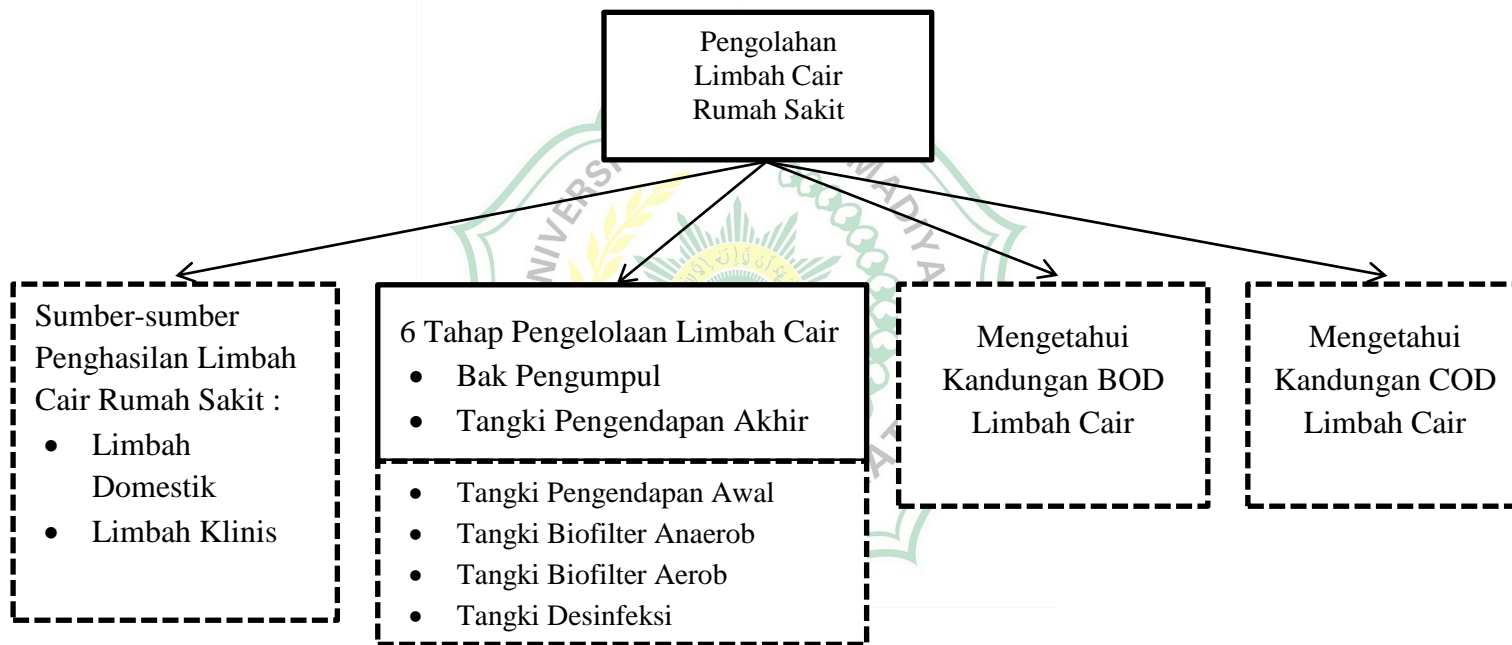 Pengolahan
Limbah Cair
Rumah Sakit
Sumber-sumber
Penghasilan Limbah
Cair Rumah Sakit :
• Limbah
Domestik
• Limbah Klinis
6 Tahap Pengelolaan Limbah Cair
• Bak Pengumpul
• Tangki Pengendapan Akhir
• Tangki Pengendapan Awal
• Tangki Biofilter Anaerob
• Tangki Biofilter Aerob
• Tangki Desinfeksi
Mengetahui
Kandungan BOD
Limbah Cair
Mengetahui
Kandungan COD
Limbah Cair